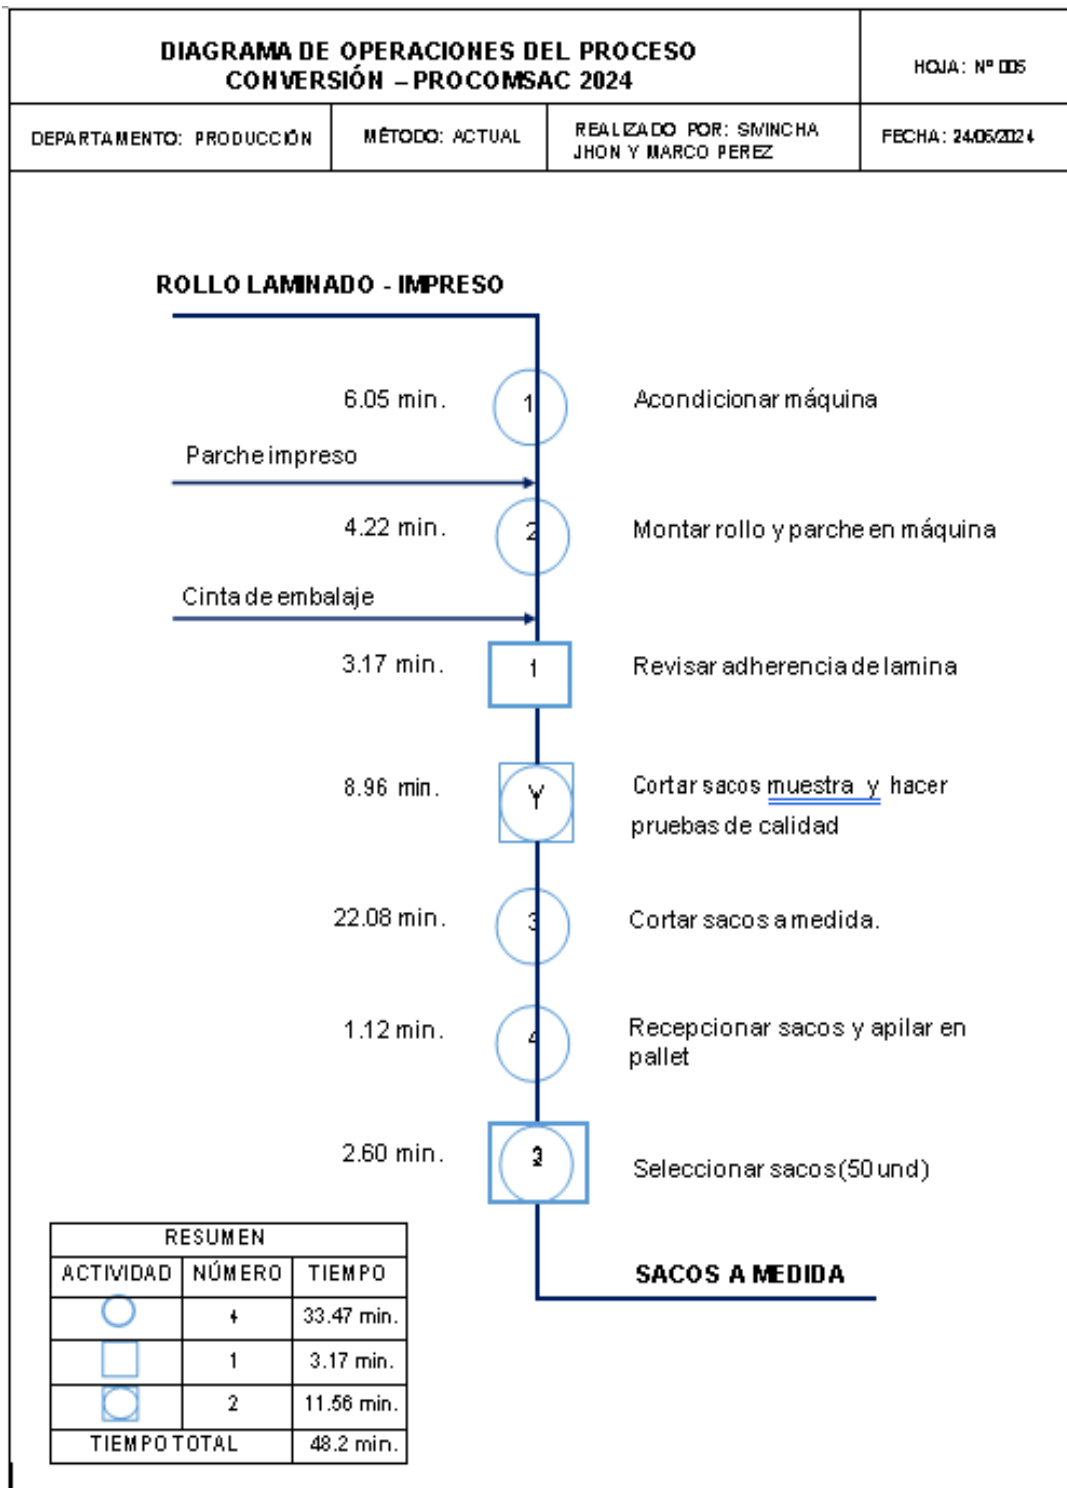 DIAGRAMA DE OPERACIONES DEL PROCESO
CONVERSIÓN – PROCOMSAC 2024
HOJA: Nº 005
DEPARTAMENTO: PRODUCCIÓN
MÉTODO: ACTUAL
REALIZADO POR: SIVINCHA
JHON Y MARCO PEREZ
FECHA: 24/05/2024
ROLLO LAMINADO - IMPRESO
6.05 min.
1
Acondicionar máquina
Parche impreso
4.22 min.
2
Montar rollo y parche en máquina
Cinta de embalaje
3.17 min.
1
Revisar adherencia de lamina
8.96 min.
Cortar sacos muestra y hacer
pruebas de calidad
22.08 min.
3
Cortar sacos a medida.
1.12 min.
4
Recepcionar sacos y apilar en
pallet
2.60 min.
Seleccionar sacos (50 und)
SACOS A MEDIDA
RESUMEN
ACTIVIDAD NÚMERO TIEMPO
4 33.47 min.
1 3.17 min.
2 11.56 min.
TIEMPO TOTAL 48.2 min.